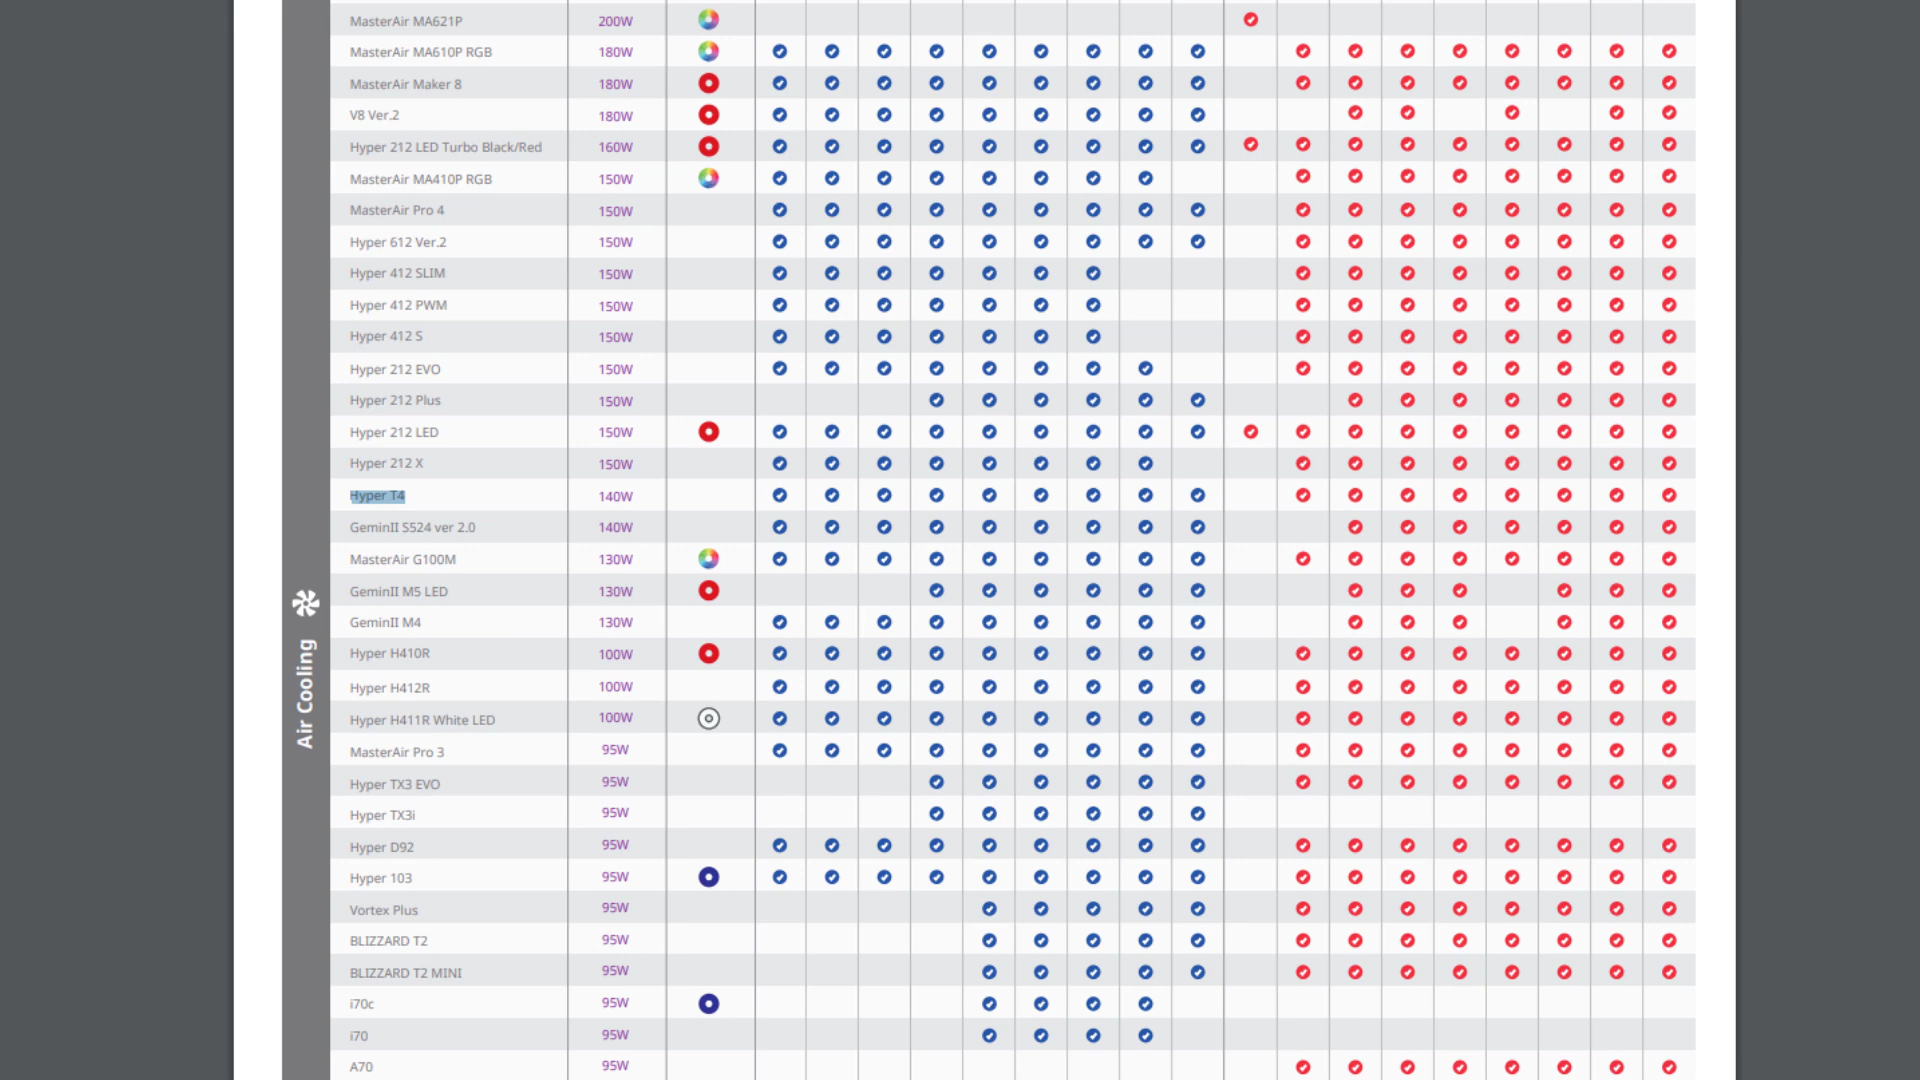 MasterAir MA621P 200W
MasterAir MA610P RGB 180W
MasterAir Maker 8 180W
V8 Ver.2 180W
Hyper 212 LED Turbo Black/Red 160W
MasterAir MA410P RGB 150W
MasterAir Pro 4 150W
Hyper 612 Ver.2 150W
Hyper 412 SLIM 150W
Hyper 412 PWM 150W
Hyper 412 S 150W
Hyper 212 EVO 150W
Hyper 212 Plus 150W
Hyper 212 LED 150W
Hyper 212 X 150W
Hyper T4 140W
GeminII S524 ver 2.0 140W
MasterAir G100M 130W
GeminII M5 LED 130W
GeminII M4 130W
Hyper H410R 100W
Hyper H412R 100W
Hyper H411R White LED 100W
MasterAir Pro 3 95W
Hyper TX3 EVO 95W
Hyper TX3i 95W
Hyper D92 95W
Hyper 103 95W
Vortex Plus 95W
BLIZZARD T2 95W
BLIZZARD T2 MINI 95W
i70c 95W
i70 95W
A70 95W
Air Cooling